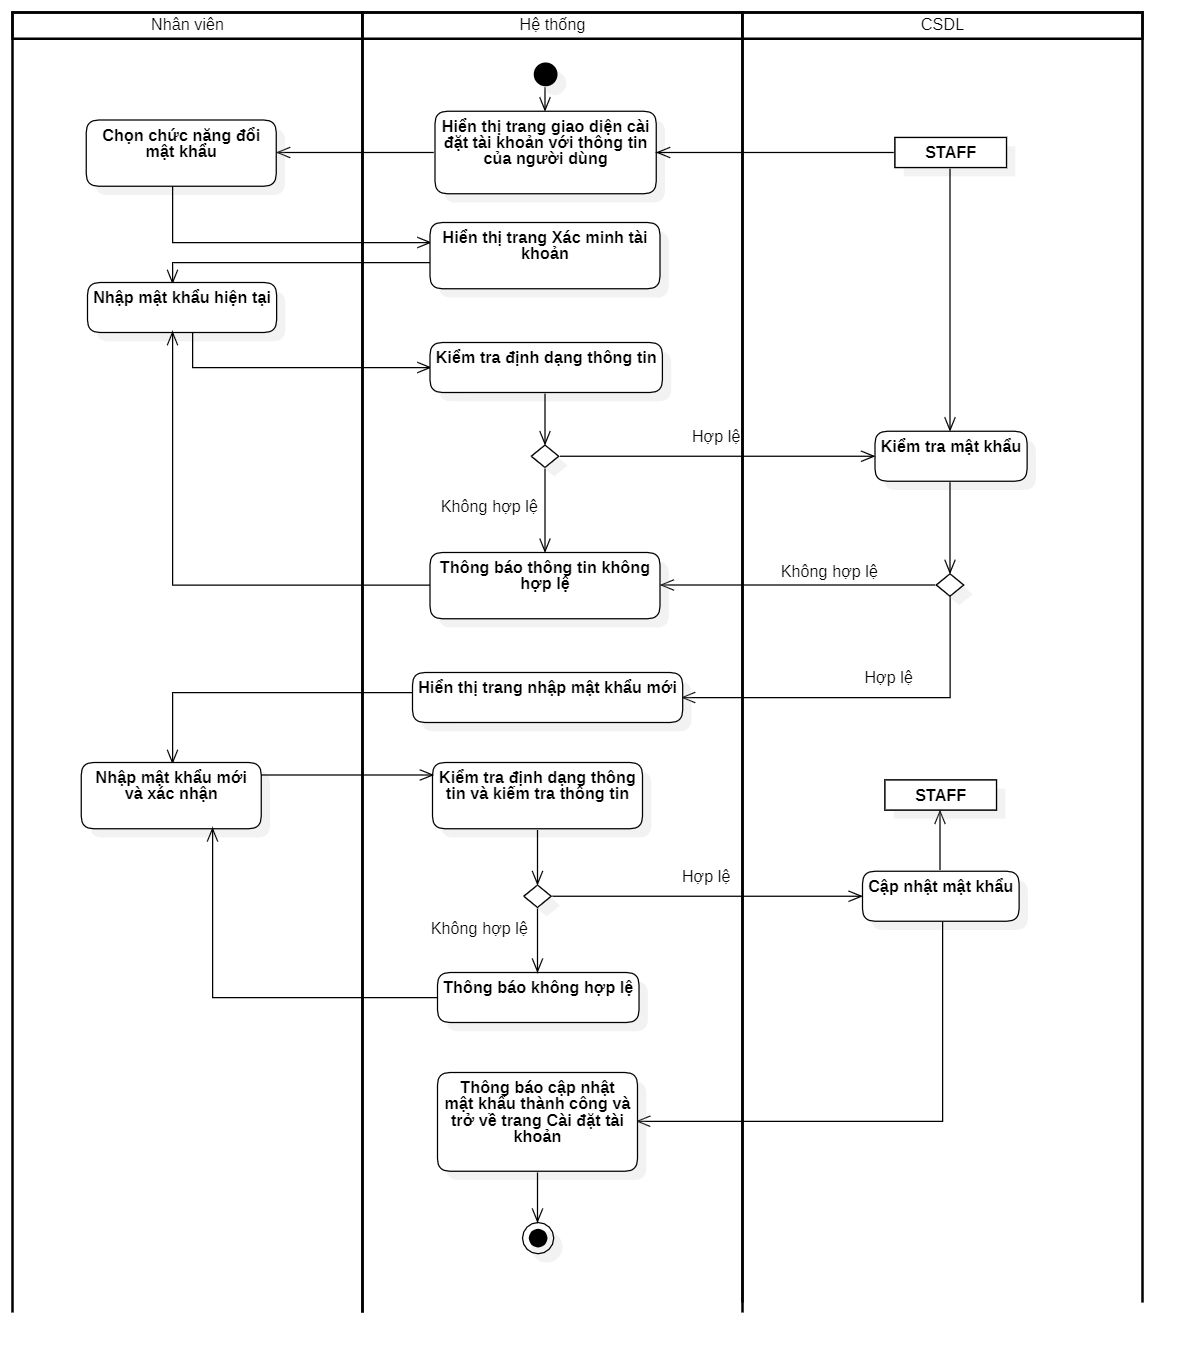 Nhân viên
Hệ thống
CSDL
Hiển thị trang giao diện cài
đặt tài khoản với thông tin
của người dùng
Chọn chức năng đổi
mật khẩu
STAFF
Hiển thị trang Xác minh tài
khoản
Nhập mật khẩu hiện tại
Kiểm tra định dạng thông tin
Hợp lệ
Kiểm tra mật khẩu
Không hợp lệ
Thông báo thông tin không
hợp lệ
Không hợp lệ
Hợp lệ
Hiển thị trang nhập mật khẩu mới
Nhập mật khẩu mới
và xác nhận
Kiểm tra định dạng thông
tin và kiểm tra thông tin
STAFF
Hợp lệ
Cập nhật mật khẩu
Không hợp lệ
Thông báo không hợp lệ
Thông báo cập nhật
mật khẩu thành công và
trở về trang Cài đặt tài
khoản